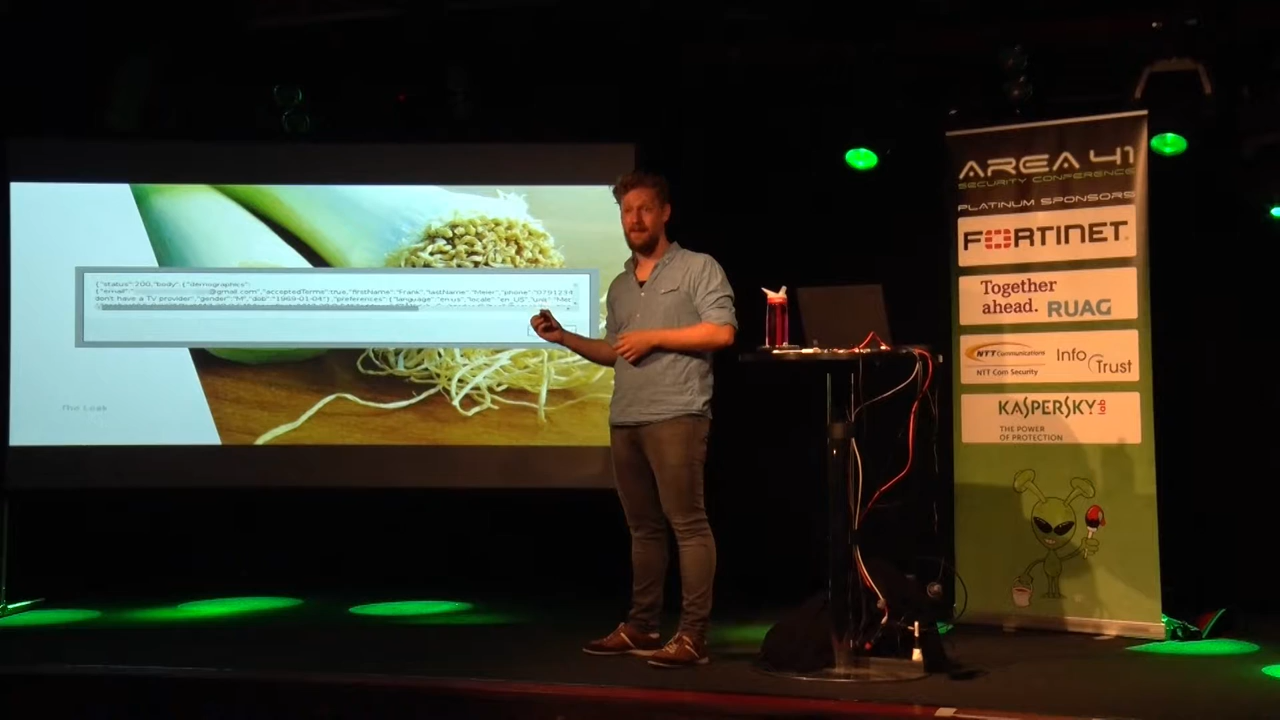 {"status":200,"body": {"demographics":
{"email": @gmail.com","acceptedTerms":true,"firstName":"Frank","lastName":"Meier","phone":"0791234
don't have a TV provider","gender":"M","dob":"1969-01-04"},"preferences": {"language":"en-us","locale":"en_US",
The Leak
AREA 41
SECURITY CONFERENCE
PLATINUM SPONSORS
FORTINET
Together
ahead. RUAG
NTT Communications
NTT Com Security
Info
Trust
KASPERSKY lab
THE POWER
OF PROTECTION